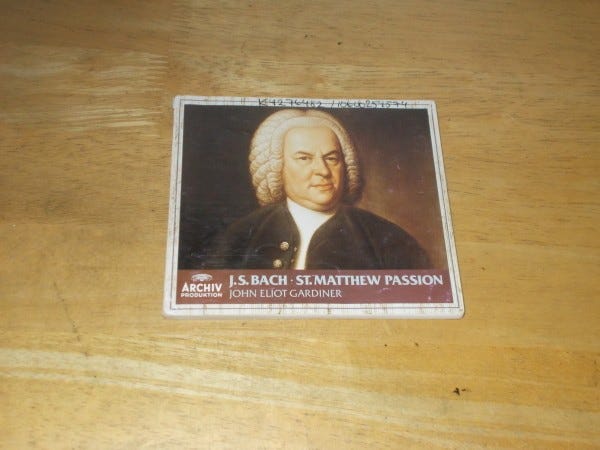 J.S. BACH · ST. MATTHEW PASSION
JOHN ELIOT GARDINER
ARCHIV
PRODUKTION